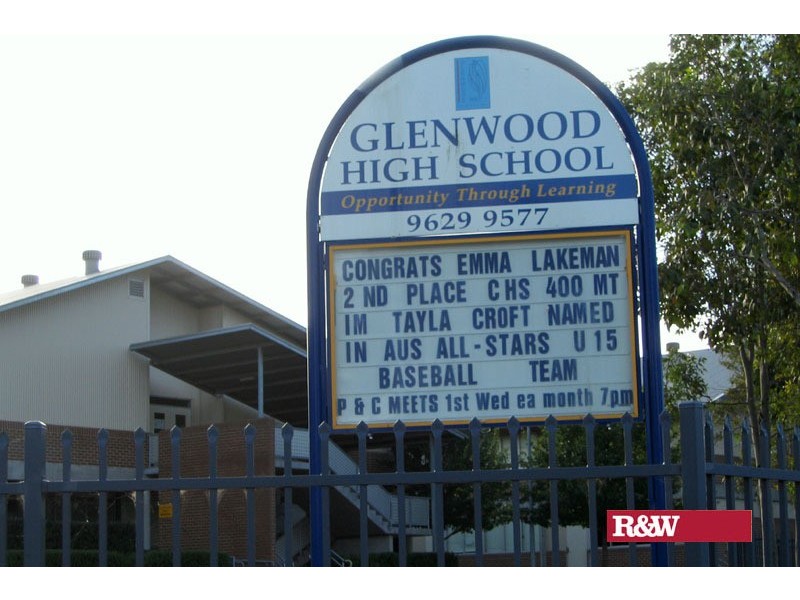 GLENWOOD
HIGH SCHOOL
Opportunity Through Learning
9629 9577
CONGRATS EMMA LAKEMAN
2 ND PLACE CHS 400 MT
IM TAYLA CROFT NAMED
IN AUS ALL-STARS U 15
BASEBALL TEAM
P & C MEETS 1st Wed ea month 7pm
R&W